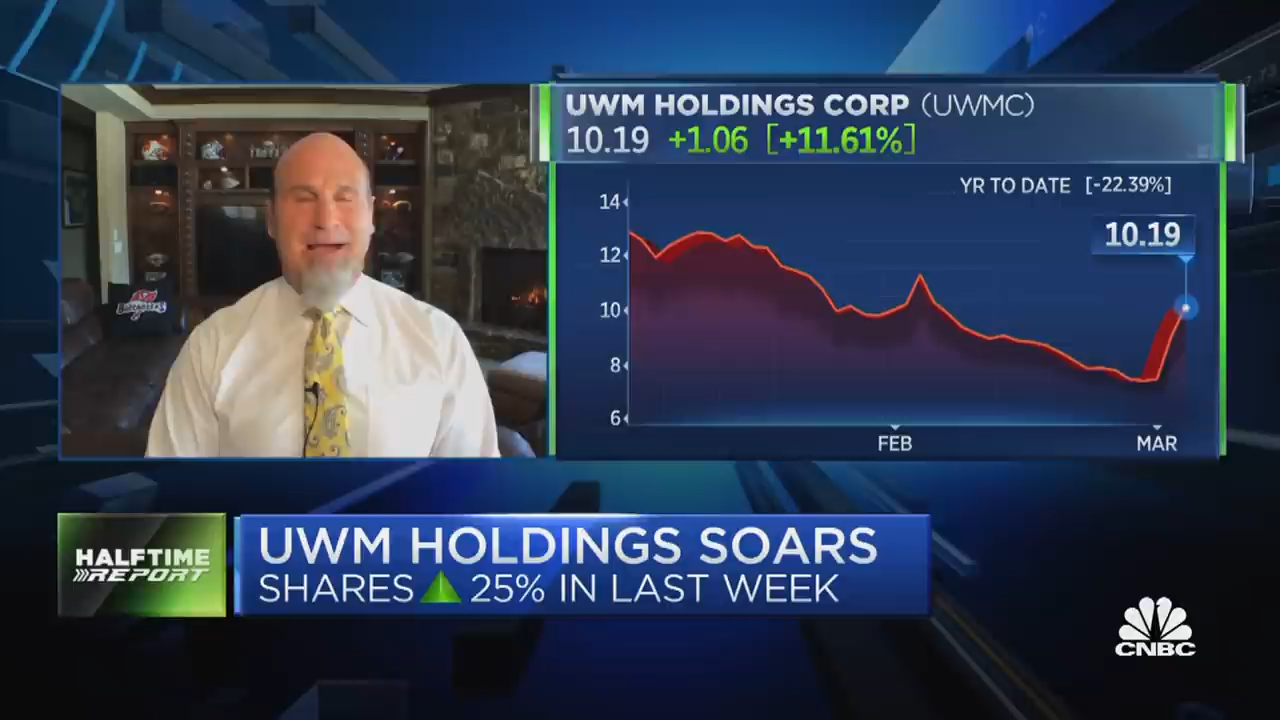 UWM HOLDINGS CORP (UWMC)
10.19 +1.06 [+11.61%]
YR TO DATE [-22.39%]
14
10.19
12
10
8
6
FEB
MAR
BUCCANEERS
HALFTIME
REPORT
UWM HOLDINGS SOARS
SHARES ▲ 25% IN LAST WEEK
CNBC